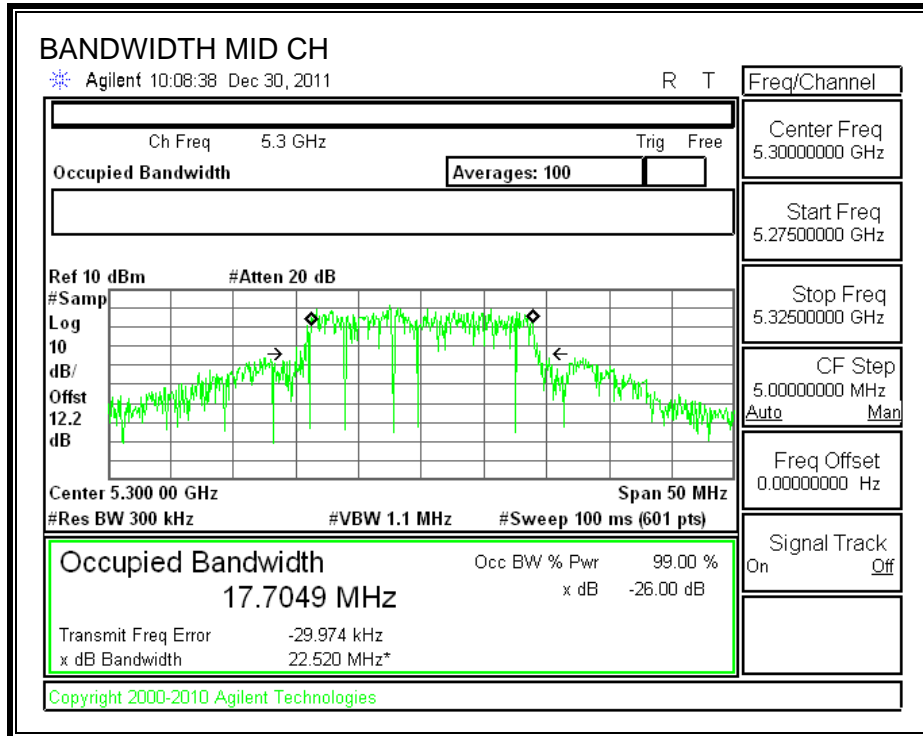 BANDWIDTH MID CH
Agilent 10:08:38 Dec 30, 2011 R T
Freq/Channel
Ch Freq 5.3 GHz Trig Free
Occupied Bandwidth Averages: 100
Center Freq
5.30000000 GHz
Start Freq
5.27500000 GHz
Stop Freq
5.32500000 GHz
CF Step
5.00000000 MHz
Auto Man
Freq Offset
0.00000000 Hz
Signal Track
On Off
Ref 10 dBm #Atten 20 dB
#Samp
Log
10
dB/
Offst
12.2
dB
Center 5.300 00 GHz Span 50 MHz
#Res BW 300 kHz #VBW 1.1 MHz #Sweep 100 ms (601 pts)
Occupied Bandwidth Occ BW % Pwr 99.00 %
17.7049 MHz x dB -26.00 dB
Transmit Freq Error -29.974 kHz
x dB Bandwidth 22.520 MHz*
Copyright 2000-2010 Agilent Technologies